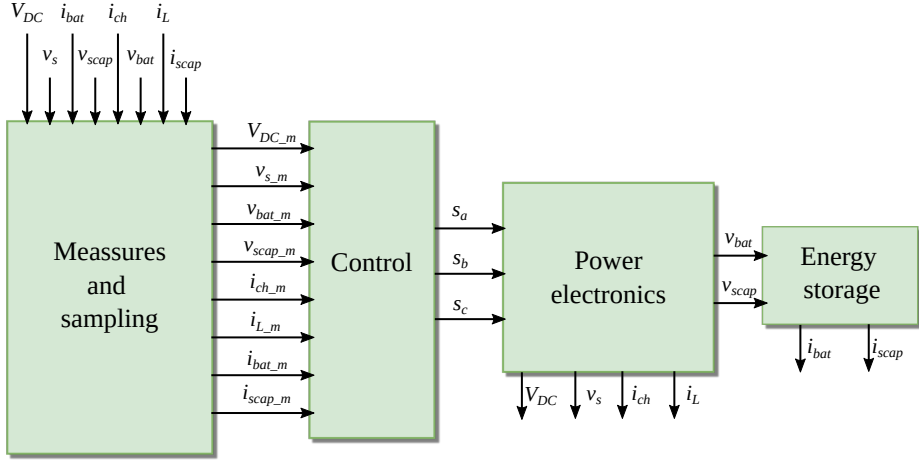 V_DC i_bat i_ch i_L
v_s v_scap v_bat i_scap
Meassures
and
sampling
V_DC_m
v_s_m
v_bat_m
v_scap_m
i_ch_m
i_L_m
i_bat_m
i_scap_m
Control
s_a
s_b
s_c
Power
electronics
V_DC v_s i_ch i_L
v_bat
v_scap
Energy
storage
i_bat i_scap